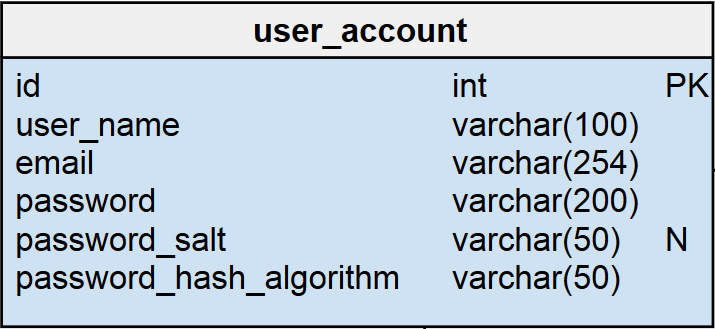 user_account
id int PK
user_name varchar(100)
email varchar(254)
password varchar(200)
password_salt varchar(50) N
password_hash_algorithm varchar(50)